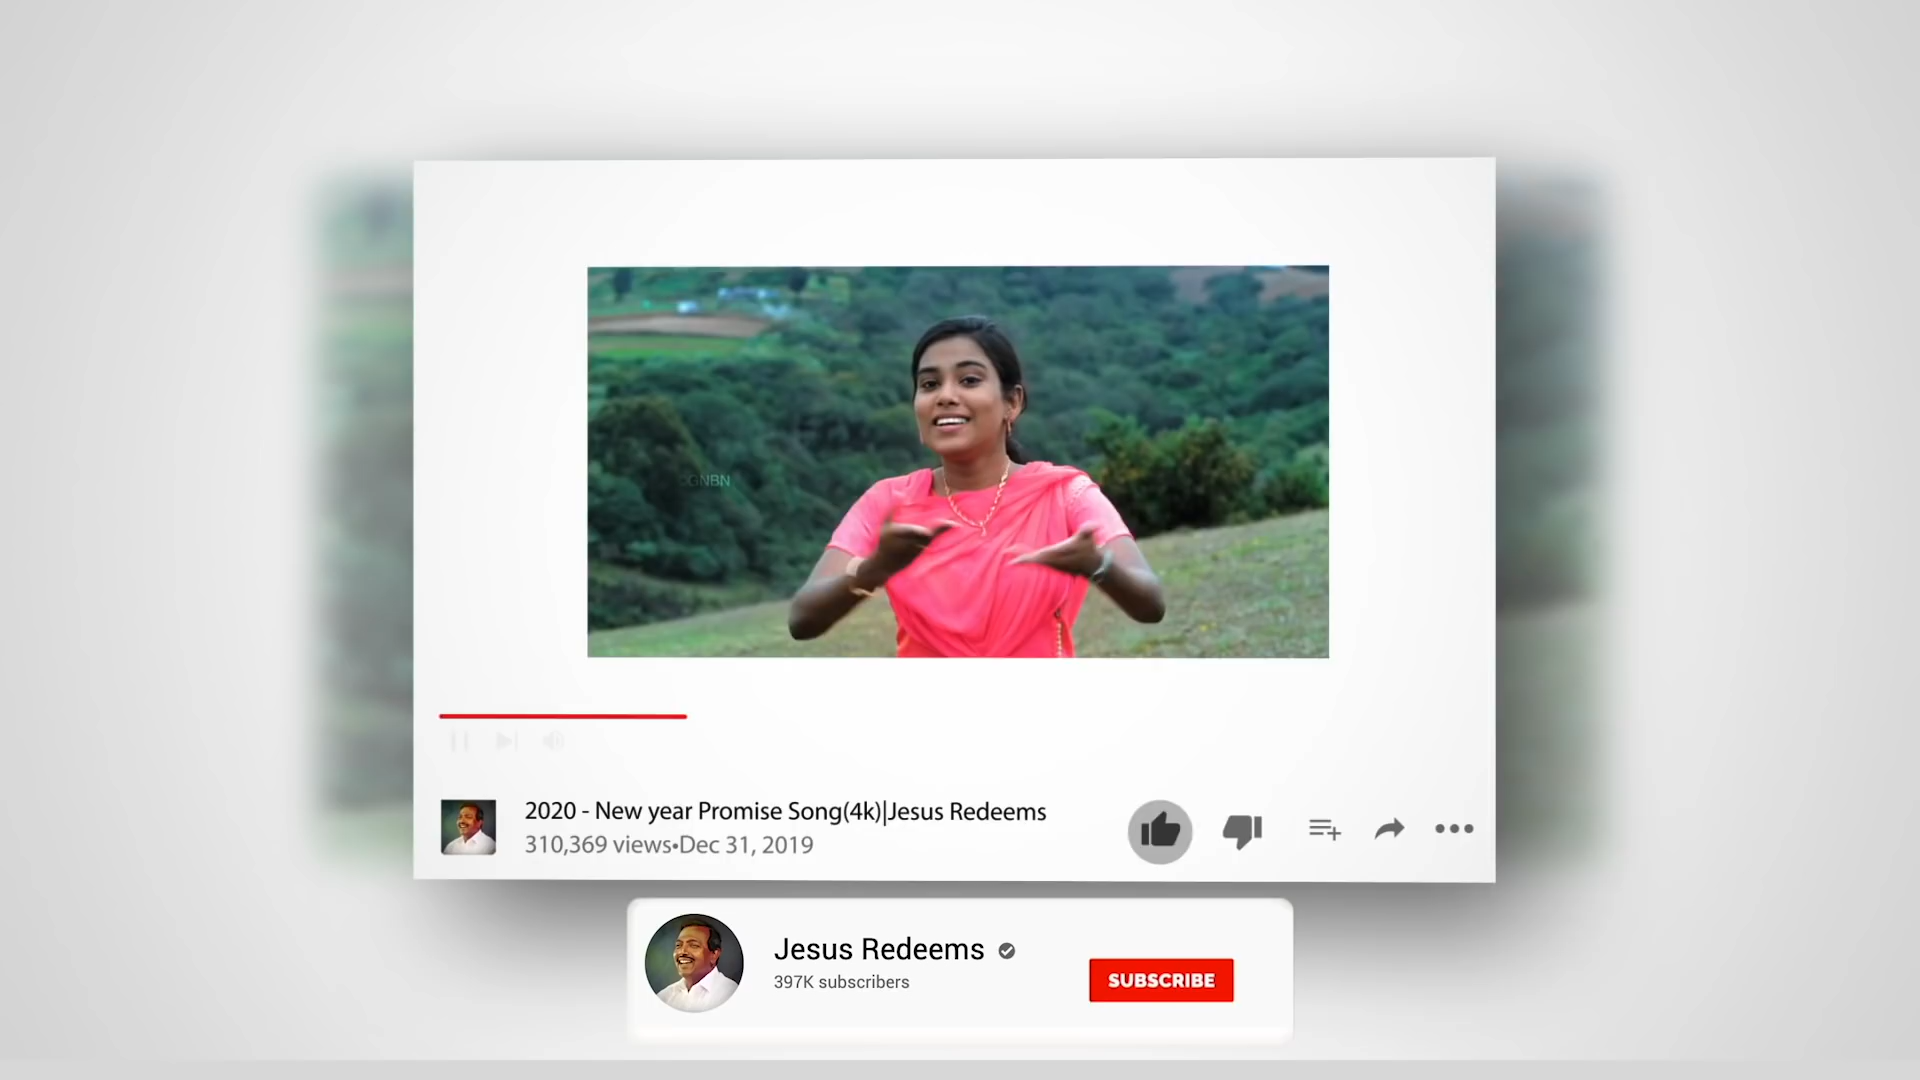 ©GNBN
2020 - New year Promise Song(4k)|Jesus Redeems
310,369 views•Dec 31, 2019
Jesus Redeems
397K subscribers
SUBSCRIBE